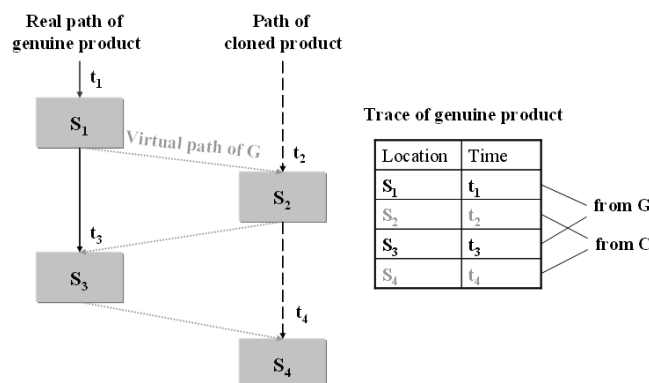 Real path of
genuine product
Path of
cloned product
t1
S1
Virtual path of G
t2
S2
t3
S3
t4
S4
Trace of genuine product
Location Time
S1 t1
S2 t2
S3 t3
S4 t4
from G
from C